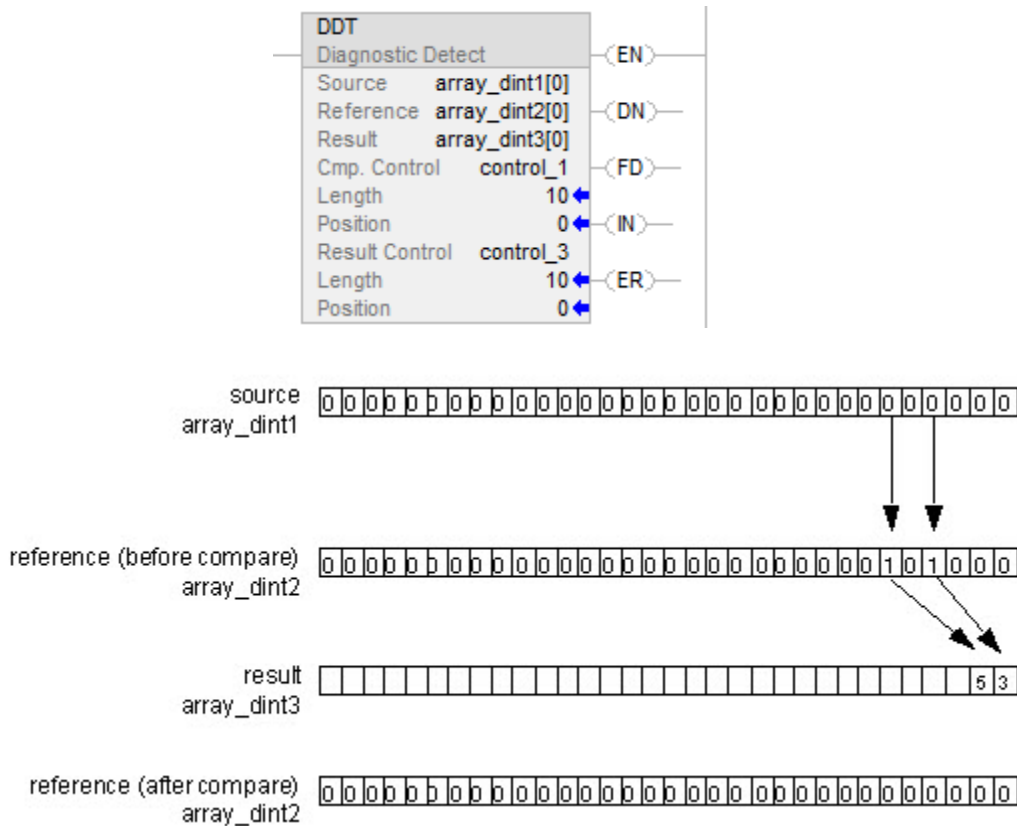 DDT
Diagnostic Detect
EN
Source array_dint1[0]
Reference array_dint2[0]
DN
Result array_dint3[0]
Cmp. Control control_1
FD
Length 10
Position 0
IN
Result Control control_3
Length 10
ER
Position 0
source
array_dint1
0 0 0 0 0 0 0 0 0 0 0 0 0 0 0 0 0 0 0 0 0 0 0 0 0 0 0 0 0 0 0 0
reference (before compare)
array_dint2
0 0 0 0 0 0 0 0 0 0 0 0 0 0 0 0 0 0 0 0 0 0 0 0 0 0 1 0 1 0 0 0
result
array_dint3
5 3
reference (after compare)
array_dint2
0 0 0 0 0 0 0 0 0 0 0 0 0 0 0 0 0 0 0 0 0 0 0 0 0 0 0 0 0 0 0 0